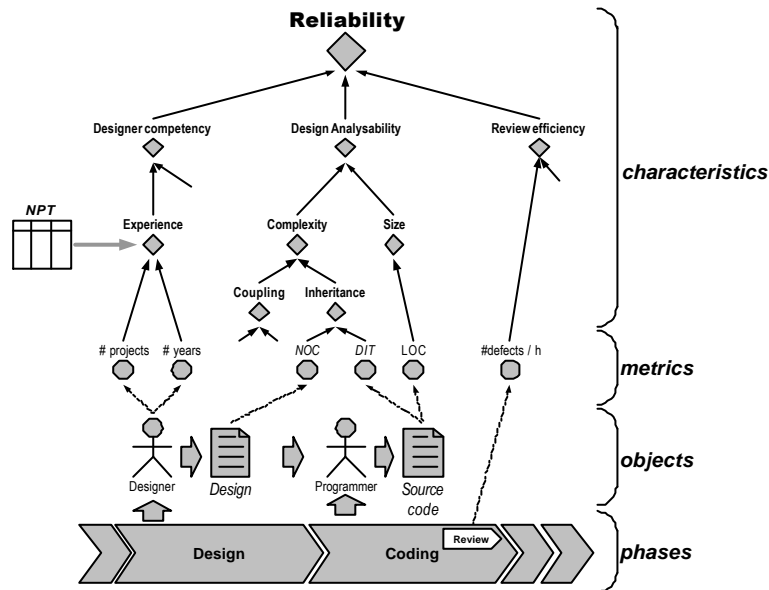 Reliability
Designer competency
Design Analysability
Review efficiency
characteristics
NPT
Experience
Complexity
Size
Coupling
Inheritance
# projects
# years
NOC
DIT
LOC
#defects / h
metrics
Designer
Design
Programmer
Source
code
objects
Design
Coding
Review
phases